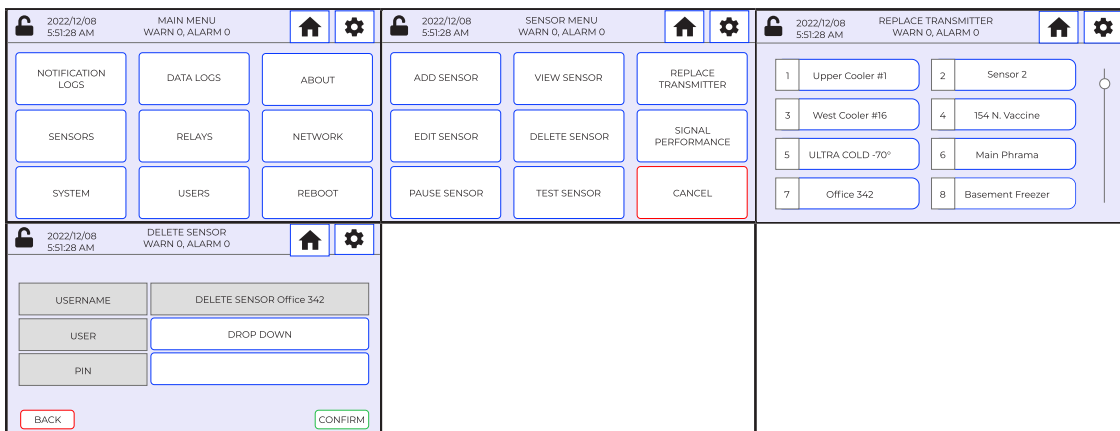 2022/12/08
5:51:28 AM
MAIN MENU
WARN 0, ALARM 0
NOTIFICATION
LOGS
DATA LOGS
ABOUT
SENSORS
RELAYS
NETWORK
SYSTEM
USERS
REBOOT
2022/12/08
5:51:28 AM
SENSOR MENU
WARN 0, ALARM 0
ADD SENSOR
VIEW SENSOR
REPLACE
TRANSMITTER
EDIT SENSOR
DELETE SENSOR
SIGNAL
PERFORMANCE
PAUSE SENSOR
TEST SENSOR
CANCEL
2022/12/08
5:51:28 AM
REPLACE TRANSMITTER
WARN 0, ALARM 0
1 Upper Cooler #1
2 Sensor 2
3 West Cooler #16
4 154 N. Vaccine
5 ULTRA COLD -70°
6 Main Phrama
7 Office 342
8 Basement Freezer
2022/12/08
5:51:28 AM
DELETE SENSOR
WARN 0, ALARM 0
USERNAME
DELETE SENSOR Office 342
USER
DROP DOWN
PIN
BACK
CONFIRM